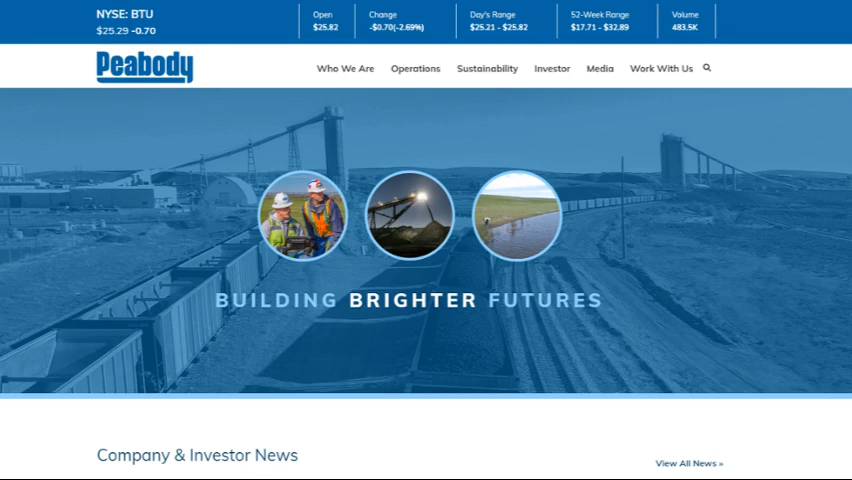 NYSE: BTU
$25.29 -0.70
Open
$25.82
Change
-$0.70(-2.69%)
Day's Range
$25.21 - $25.82
52-Week Range
$17.71 - $32.89
Volume
483.5K
Peabody
Who We Are Operations Sustainability Investor Media Work With Us
BUILDING BRIGHTER FUTURES
Company & Investor News
View All News »